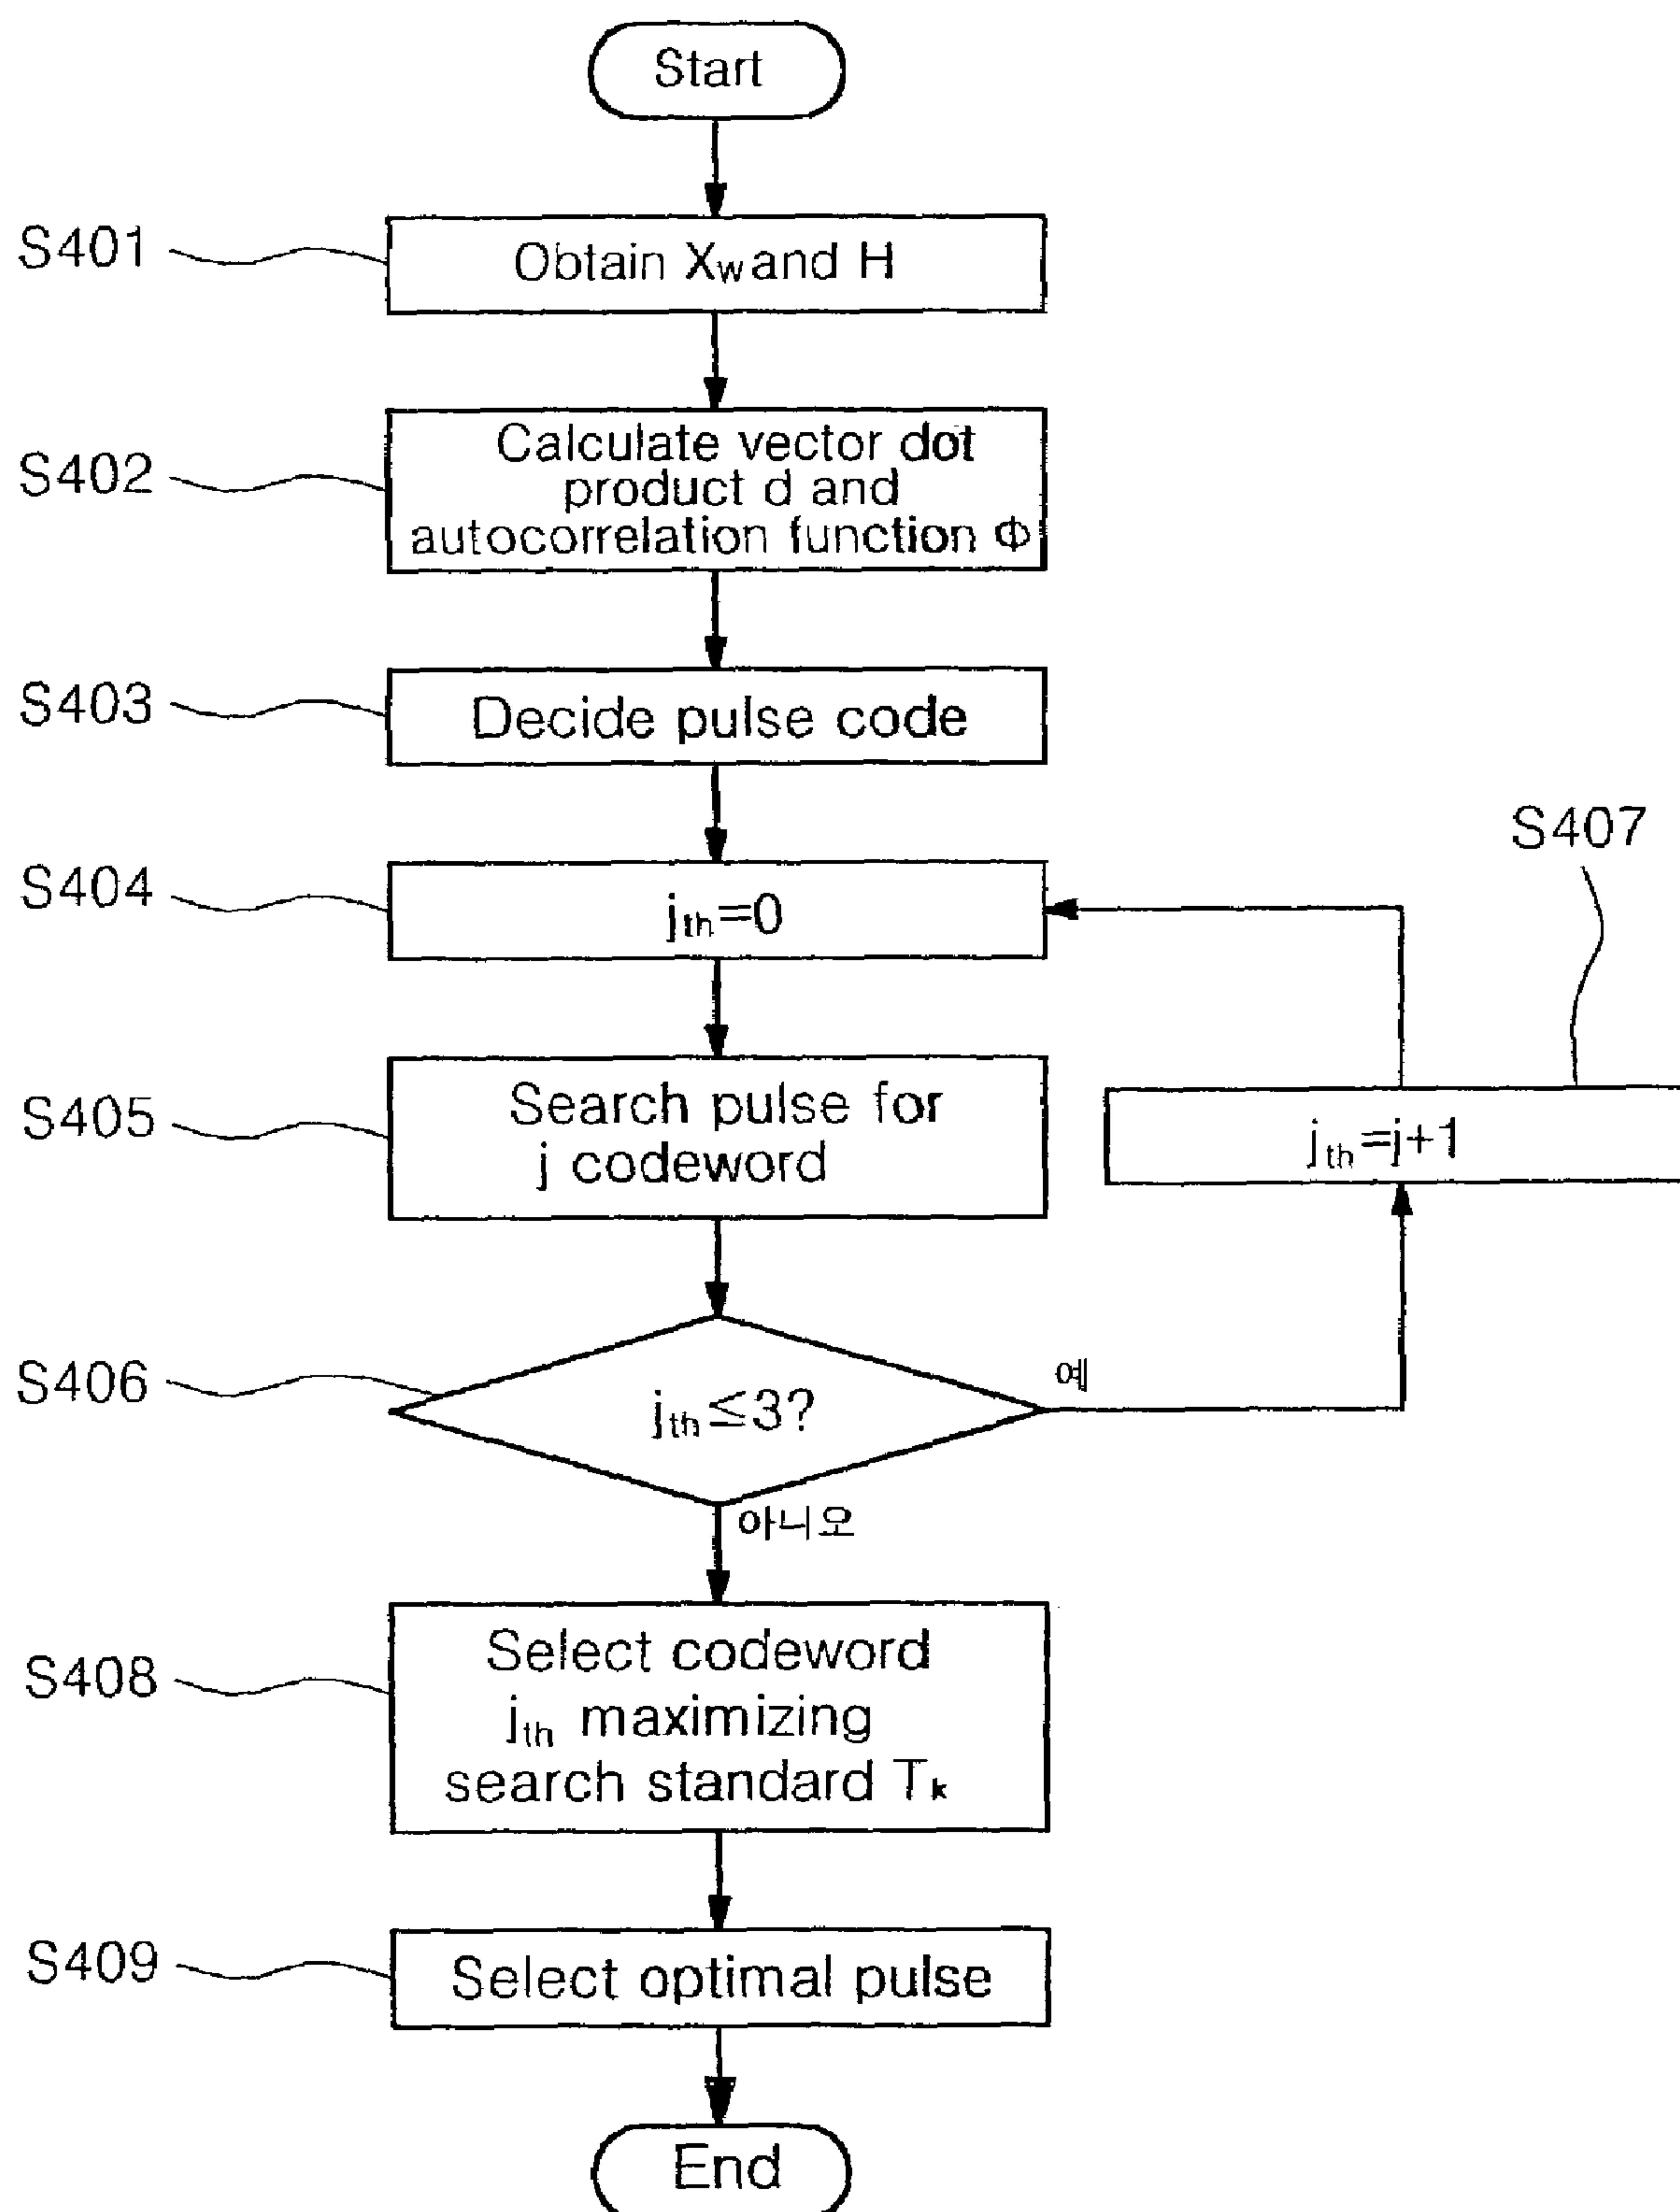 Start
S401
Obtain Xw and H
S402
Calculate vector dot
product d and
autocorrelation function Φ
S403
Decide pulse code
S407
S404
jth=0
S405
Search pulse for
j codeword
jth=j+1
S406
jth≤3?
예
아니오
S408
Select codeword
jth maximizing
search standard Tk
S409
Select optimal pulse
End